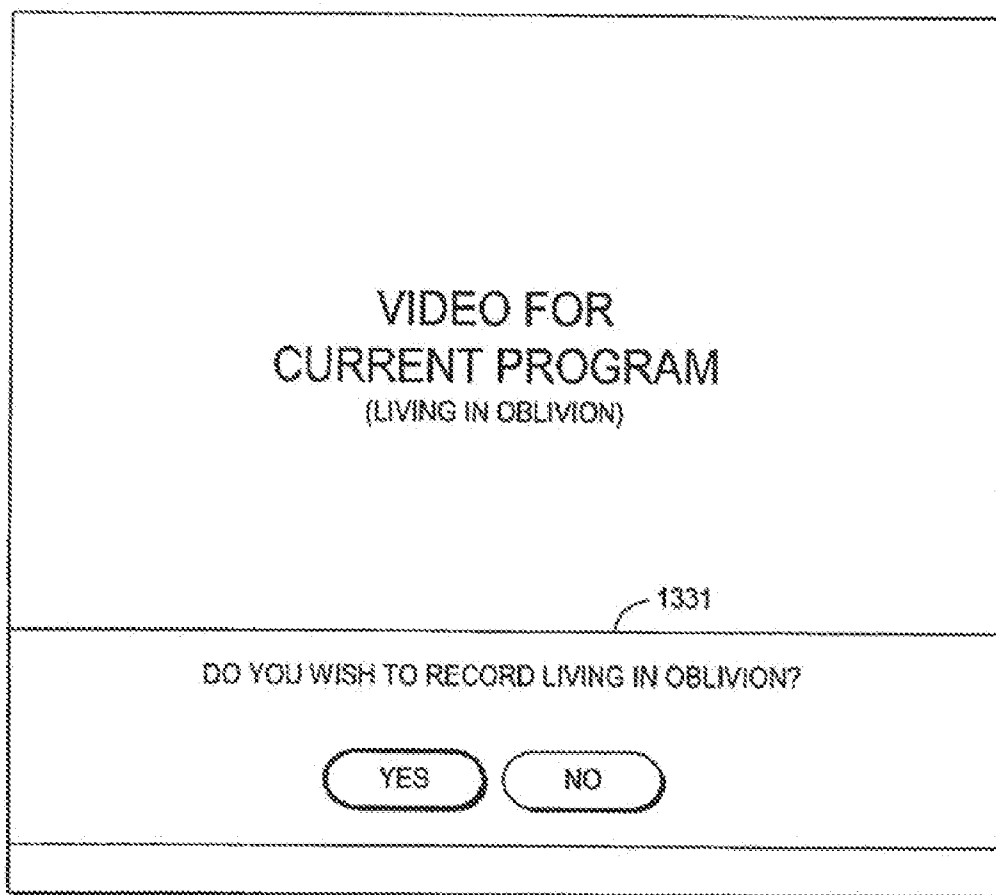 VIDEO FOR
CURRENT PROGRAM
(LIVING IN OBLIVION)
1331
DO YOU WISH TO RECORD LIVING IN OBLIVION?
YES NO